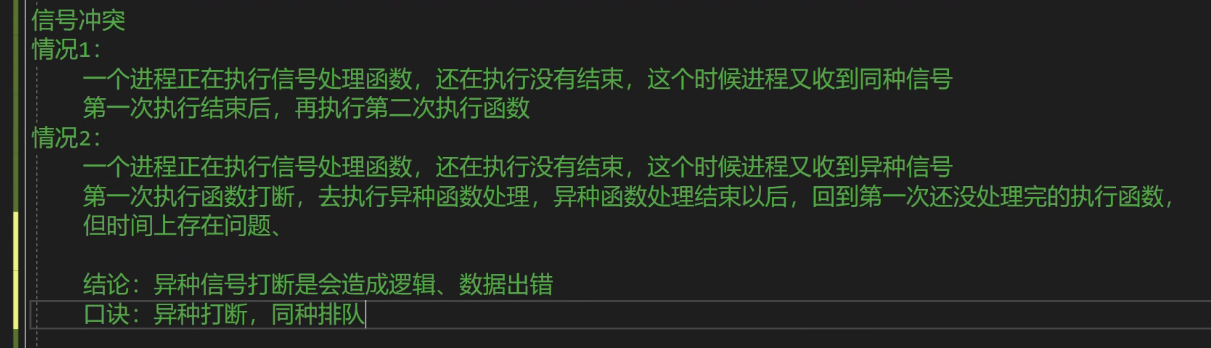 信号冲突
情况1：
一个进程正在执行信号处理函数，还在执行没有结束，这个时候进程又收到同种信号
第一次执行结束后，再执行第二次执行函数
情况2：
一个进程正在执行信号处理函数，还在执行没有结束，这个时候进程又收到异种信号
第一次执行函数打断，去执行异种函数处理，异种函数处理结束以后，回到第一次还没处理完的执行函数，
但时间上存在问题、
结论：异种信号打断是会造成逻辑、数据出错
口诀：异种打断，同种排队